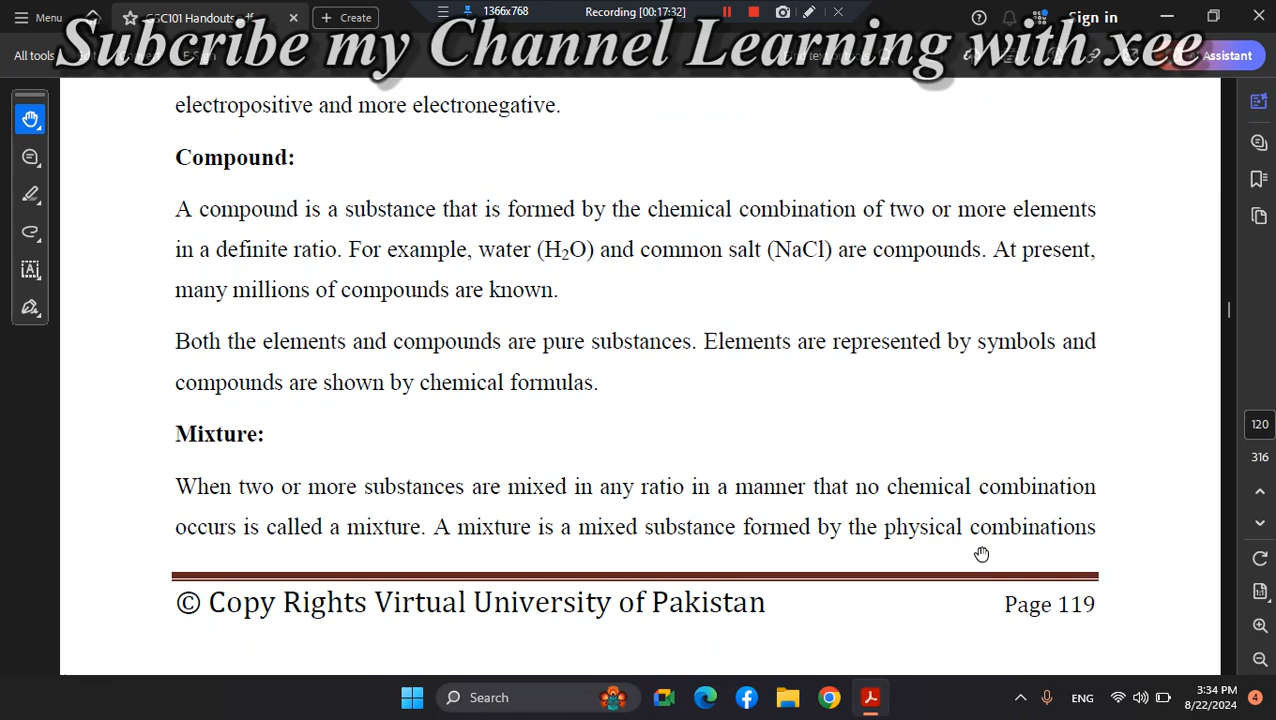 Menu
GSC101 Handouts.pdf
Create
1366x768
Recording [00:17:32]
Sign in
All tools
Subcribe my Channel Learning with xee
Assistant
electropositive and more electronegative.
Compound:
A compound is a substance that is formed by the chemical combination of two or more elements
in a definite ratio. For example, water (H₂O) and common salt (NaCl) are compounds. At present,
many millions of compounds are known.
Both the elements and compounds are pure substances. Elements are represented by symbols and
compounds are shown by chemical formulas.
Mixture:
When two or more substances are mixed in any ratio in a manner that no chemical combination
occurs is called a mixture. A mixture is a mixed substance formed by the physical combinations
© Copy Rights Virtual University of Pakistan
Page 119
120
316
Search
ENG
3:34 PM
8/22/2024
4